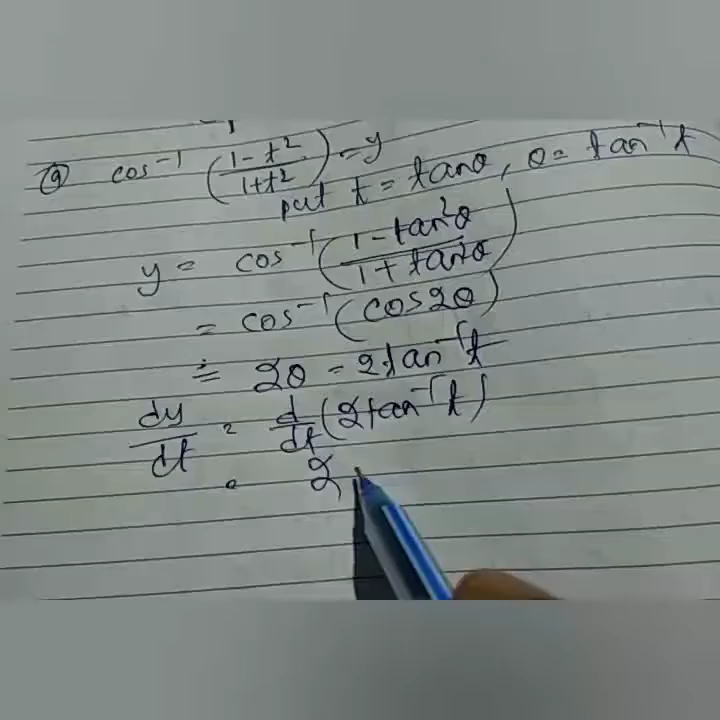 9) cos⁻¹ (1-t²/1+t²) = y
put t = tanθ, θ = tan⁻¹t
y = cos⁻¹ (1-tan²θ/1+tan²θ)
= cos⁻¹ (cos2θ)
= 2θ = 2tan⁻¹t
dy/dt = d/dt (2tan⁻¹t)
= 2